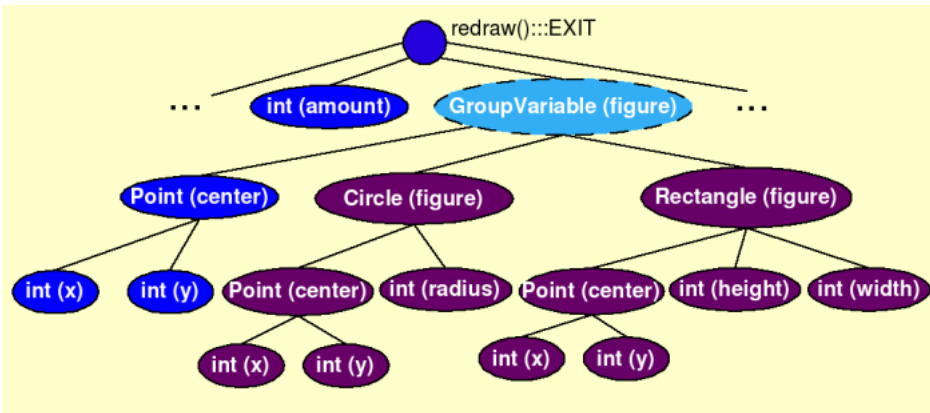 redraw():::EXIT
...
int (amount)
GroupVariable (figure)
...
Point (center)
Circle (figure)
Rectangle (figure)
int (x)
int (y)
Point (center)
int (radius)
Point (center)
int (height)
int (width)
int (x)
int (y)
int (x)
int (y)